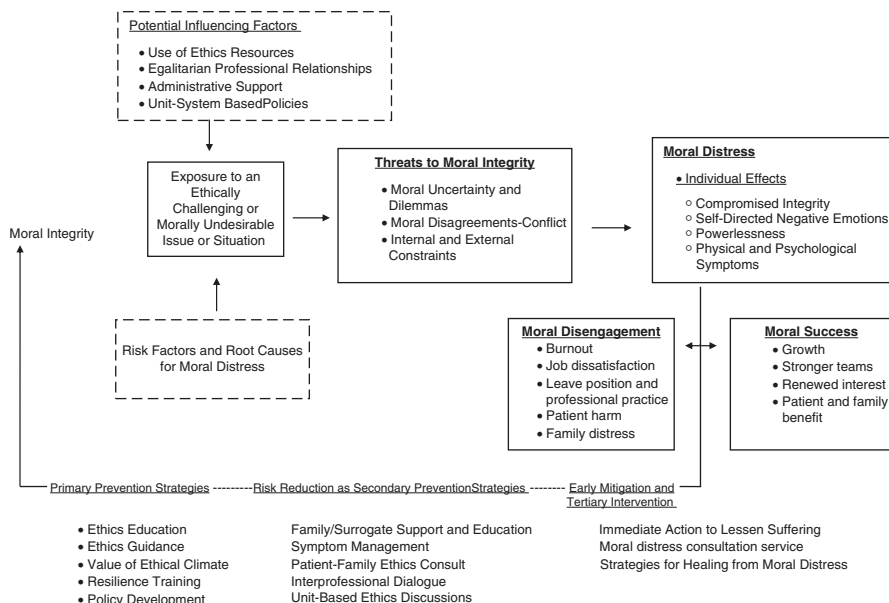 Potential Influencing Factors
• Use of Ethics Resources
• Egalitarian Professional Relationships
• Administrative Support
• Unit-System BasedPolicies
Exposure to an
Ethically
Challenging or
Morally Undesirable
Issue or Situation
Threats to Moral Integrity
• Moral Uncertainty and
Dilemmas
• Moral Disagreements-Conflict
• Internal and External
Constraints
Moral Distress
• Individual Effects
○ Compromised Integrity
○ Self-Directed Negative Emotions
○ Powerlessness
○ Physical and Psychological
Symptoms
Moral Integrity
Risk Factors and Root Causes
for Moral Distress
Moral Disengagement
• Burnout
• Job dissatisfaction
• Leave position and
professional practice
• Patient harm
• Family distress
Moral Success
• Growth
• Stronger teams
• Renewed interest
• Patient and family
benefit
Primary Prevention Strategies -------- Risk Reduction as Secondary PreventionStrategies ------- Early Mitigation and
Tertiary Intervention
• Ethics Education
• Ethics Guidance
• Value of Ethical Climate
• Resilience Training
• Policy Development
Family/Surrogate Support and Education
Symptom Management
Patient-Family Ethics Consult
Interprofessional Dialogue
Unit-Based Ethics Discussions
Immediate Action to Lessen Suffering
Moral distress consultation service
Strategies for Healing from Moral Distress